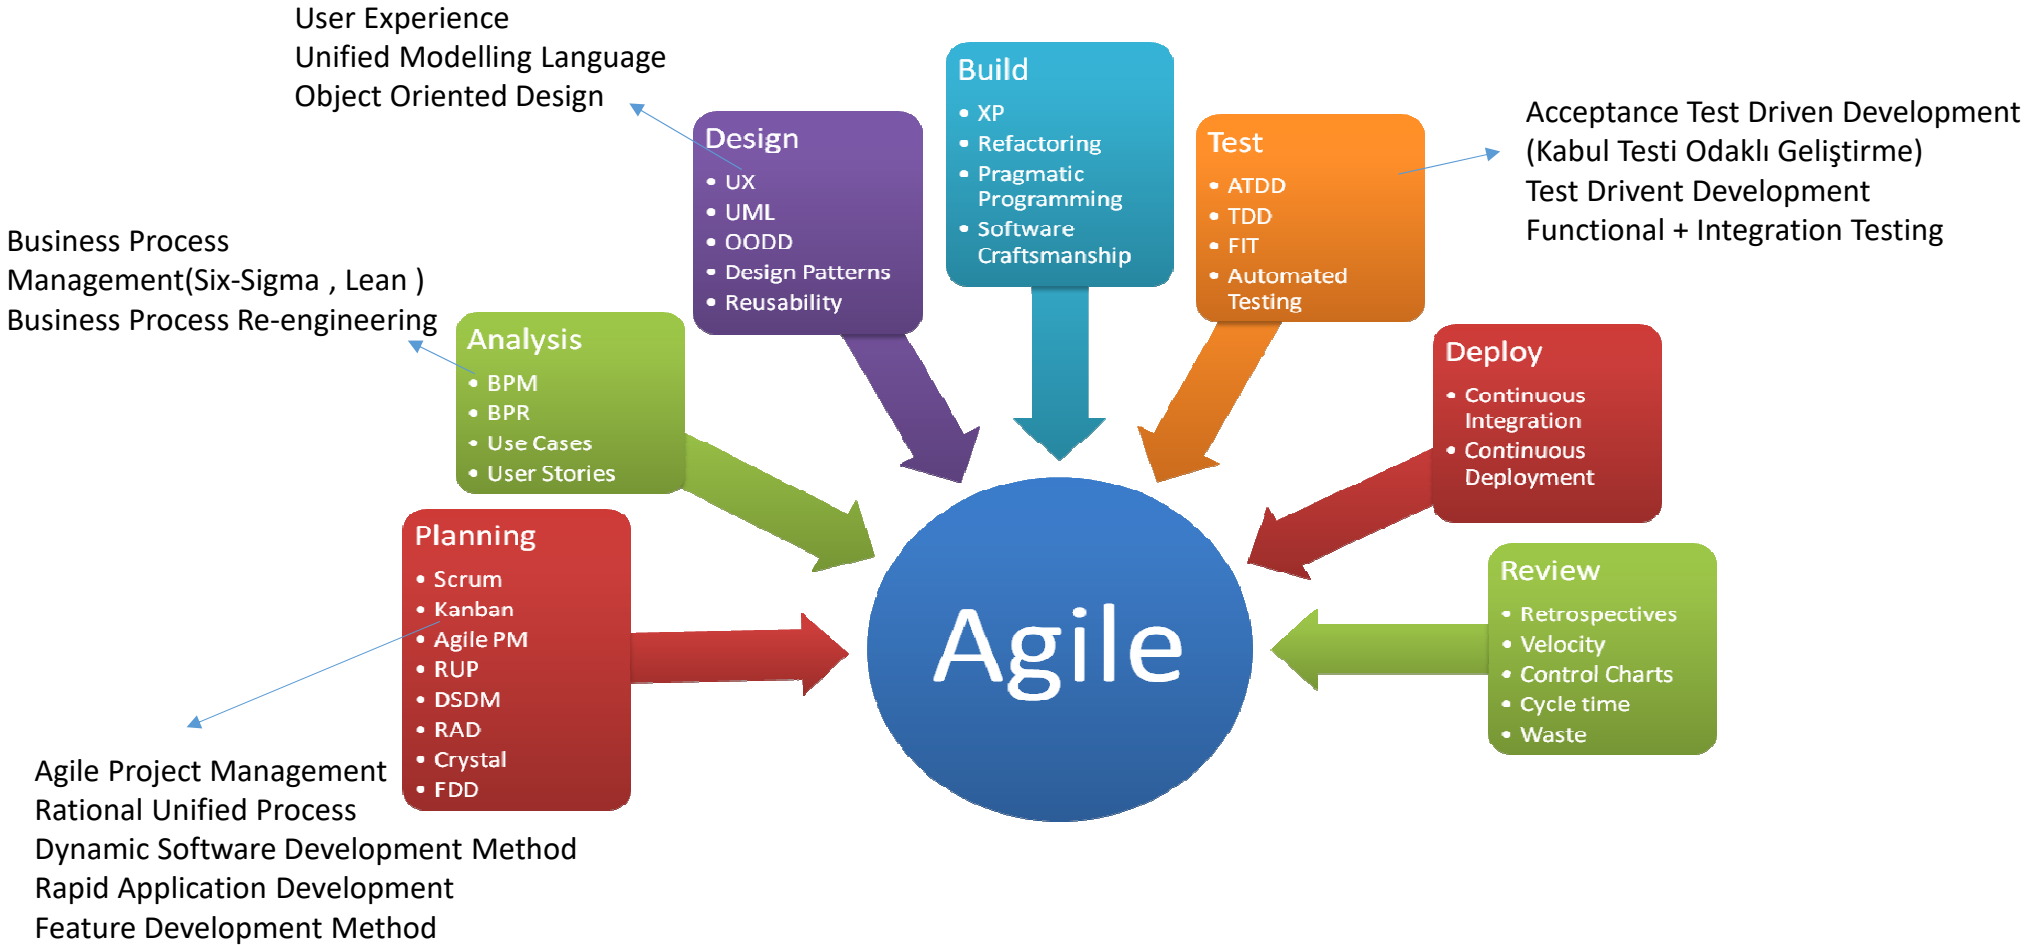 User Experience
Unified Modelling Language
Object Oriented Design
Business Process
Management(Six-Sigma , Lean )
Business Process Re-engineering
Agile Project Management
Rational Unified Process
Dynamic Software Development Method
Rapid Application Development
Feature Development Method
Planning
• Scrum
• Kanban
• Agile PM
• RUP
• DSDM
• RAD
• Crystal
• FDD
Analysis
• BPM
• BPR
• Use Cases
• User Stories
Design
• UX
• UML
• OODD
• Design Patterns
• Reusability
Build
• XP
• Refactoring
• Pragmatic
Programming
• Software
Craftsmanship
Test
• ATDD
• TDD
• FIT
• Automated
Testing
Acceptance Test Driven Development
(Kabul Testi Odaklı Geliştirme)
Test Drivent Development
Functional + Integration Testing
Deploy
• Continuous
Integration
• Continuous
Deployment
Review
• Retrospectives
• Velocity
• Control Charts
• Cycle time
• Waste
Agile